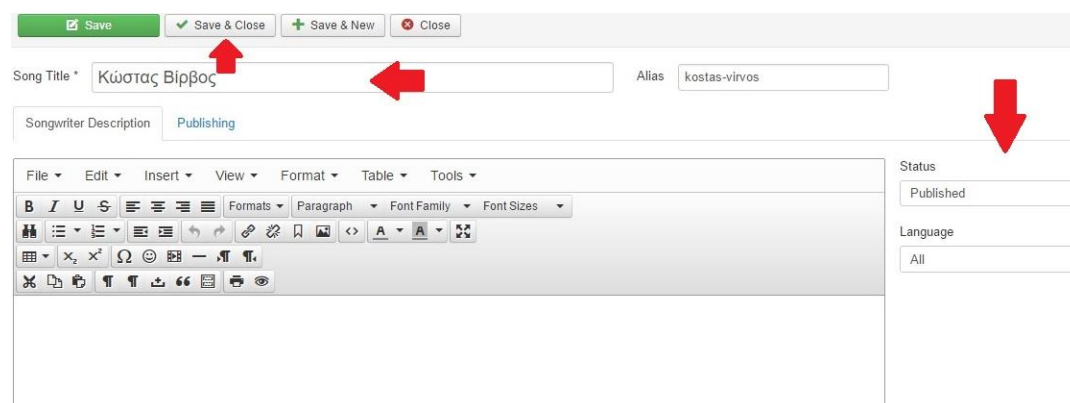 Save Save & Close Save & New Close
Song Title * Κώστας Βίρβος Alias kostas-virvos
Songwriter Description Publishing
File Edit Insert View Format Table Tools
Status
Published
B I U S Formats Paragraph Font Family Font Sizes
Language
A A
All